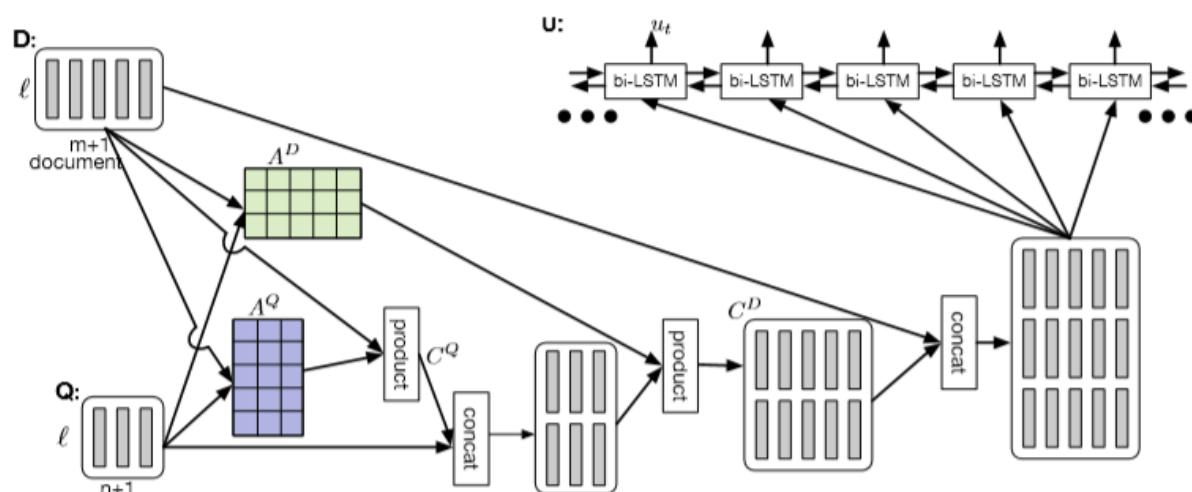 D:
ℓ
m+1
document
U:
u_t
bi-LSTM
bi-LSTM
bi-LSTM
bi-LSTM
bi-LSTM
A^D
A^Q
product
C^Q
Q:
ℓ
n+1
concat
product
C^D
concat